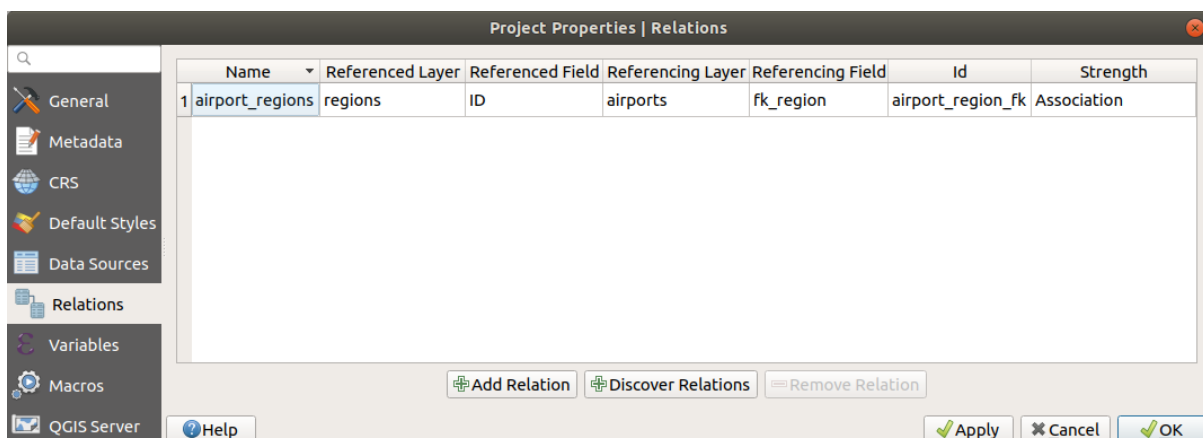 Project Properties | Relations
Name Referenced Layer Referenced Field Referencing Layer Referencing Field Id Strength
1 airport_regions regions ID airports fk_region airport_region_fk Association
General
Metadata
CRS
Default Styles
Data Sources
Relations
Variables
Macros
QGIS Server
Add Relation Discover Relations Remove Relation
Help Apply Cancel OK